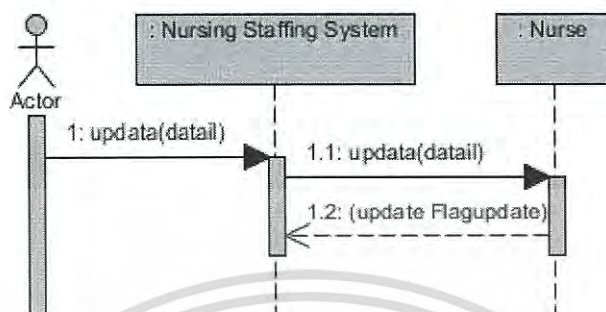 : Nursing Staffing System
: Nurse
Actor
1: updata(datail)
1.1: updata(datail)
1.2: (update Flagupdate)